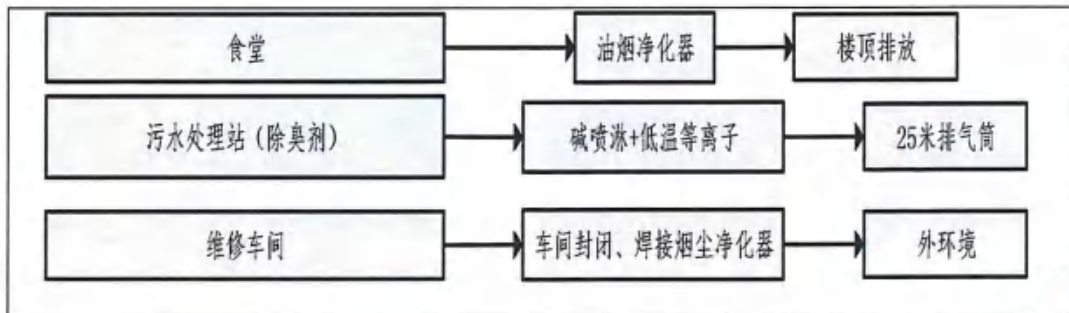 食堂
油烟净化器
楼顶排放
污水处理站（除臭剂）
碱喷淋+低温等离子
25米排气筒
维修车间
车间封闭、焊接烟尘净化器
外环境